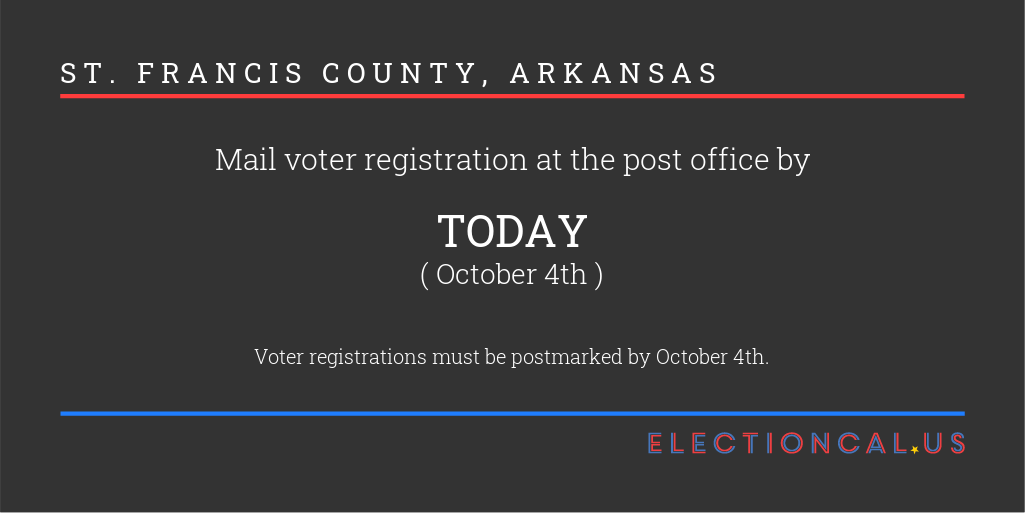 ST. FRANCIS COUNTY, ARKANSAS
Mail voter registration at the post office by
TODAY
( October 4th )
Voter registrations must be postmarked by October 4th.
ELECTIONCAL.US